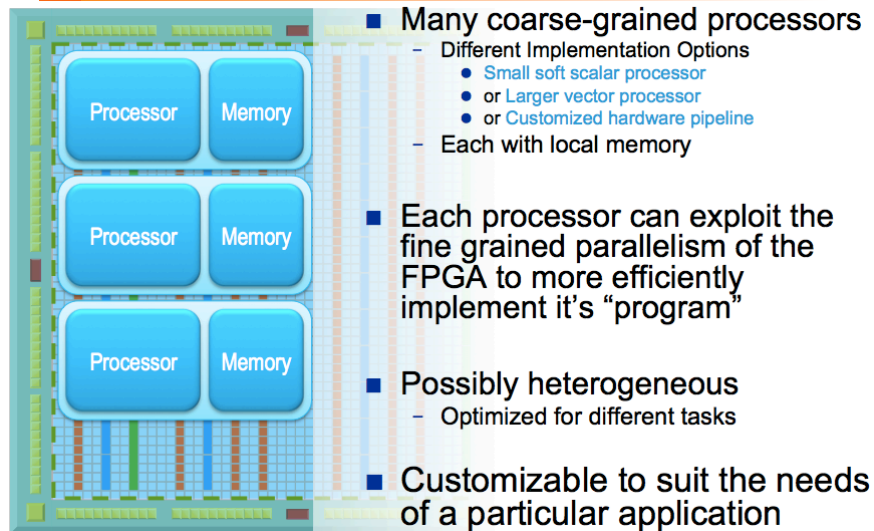 Processor Memory
Processor Memory
Processor Memory
■ Many coarse-grained processors
– Different Implementation Options
● Small soft scalar processor
● or Larger vector processor
● or Customized hardware pipeline
– Each with local memory
■ Each processor can exploit the
fine grained parallelism of the
FPGA to more efficiently
implement it's “program”
■ Possibly heterogeneous
– Optimized for different tasks
■ Customizable to suit the needs
of a particular application